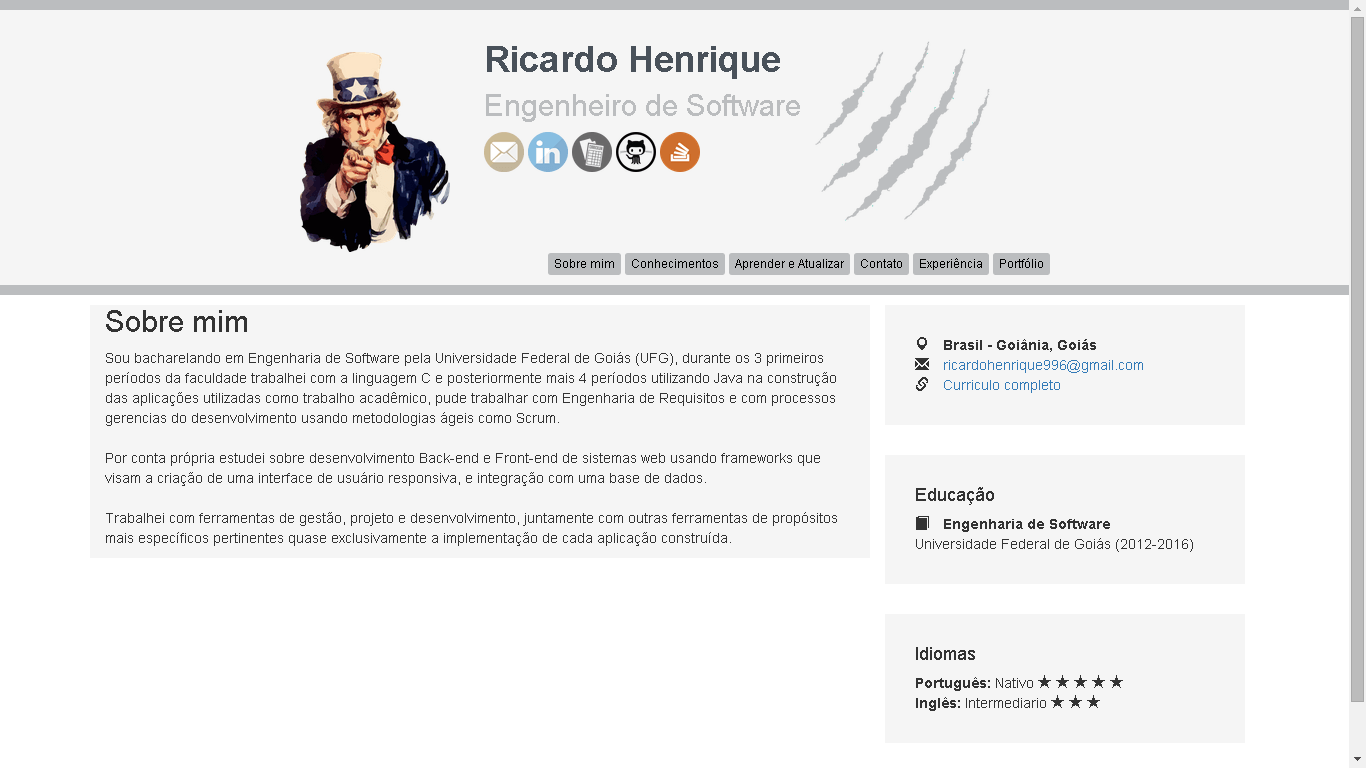 Ricardo Henrique
Engenheiro de Software
in
Sobre mim
Conhecimentos
Aprender e Atualizar
Contato
Experiência
Portfólio
Sobre mim
Sou bacharelando em Engenharia de Software pela Universidade Federal de Goiás (UFG), durante os 3 primeiros
períodos da faculdade trabalhei com a linguagem C e posteriormente mais 4 períodos utilizando Java na construção
das aplicações utilizadas como trabalho acadêmico, pude trabalhar com Engenharia de Requisitos e com processos
gerencias do desenvolvimento usando metodologias ágeis como Scrum.
Por conta própria estudei sobre desenvolvimento Back-end e Front-end de sistemas web usando frameworks que
visam a criação de uma interface de usuário responsiva, e integração com uma base de dados.
Trabalhei com ferramentas de gestão, projeto e desenvolvimento, juntamente com outras ferramentas de propósitos
mais específicos pertinentes quase exclusivamente a implementação de cada aplicação construída.
Brasil - Goiânia, Goiás
ricardohenrique996@gmail.com
Curriculo completo
Educação
Engenharia de Software
Universidade Federal de Goiás (2012-2016)
Idiomas
Português: Nativo ★ ★ ★ ★ ★
Inglês: Intermediario ★ ★ ★